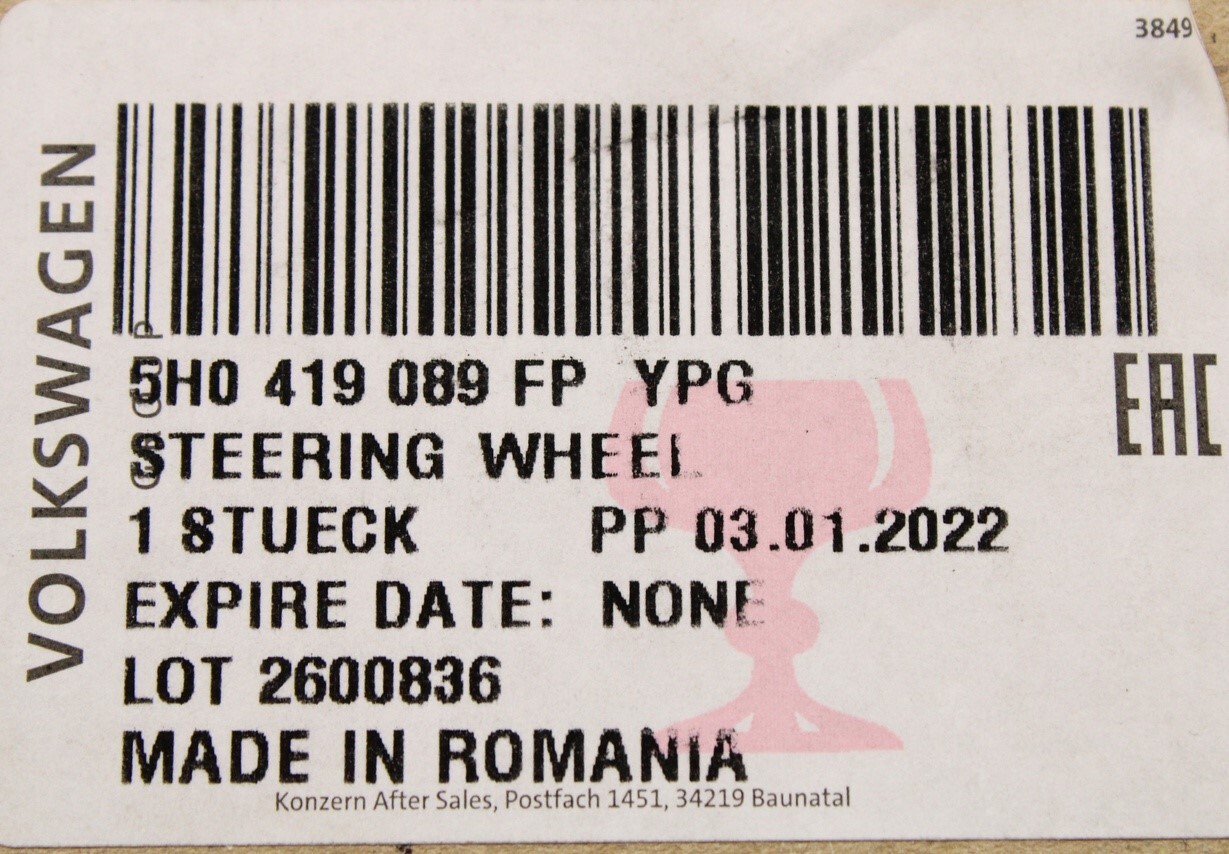 3849
VOLKSWAGEN
5H0 419 089 FP YPG
EAC
STEERING WHEEL
1 STUECK PP 03.01.2022
EXPIRE DATE: NONE
LOT 2600836
MADE IN ROMANIA
Konzern After Sales, Postfach 1451, 34219 Baunatal